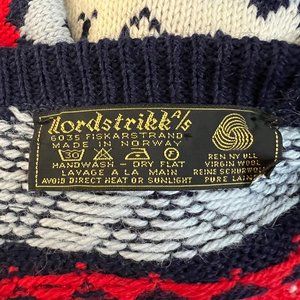 Nordstrikk A/S
6035 FISKARSTRAND
MADE IN NORWAY
30
HANDWASH - DRY FLAT
LAVAGE A LA MAIN
AVOID DIRECT HEAT OR SUNLIGHT
REN NY ULL
VIRGIN WOOL
REINE SCHURWOLLE
PURE LAINE